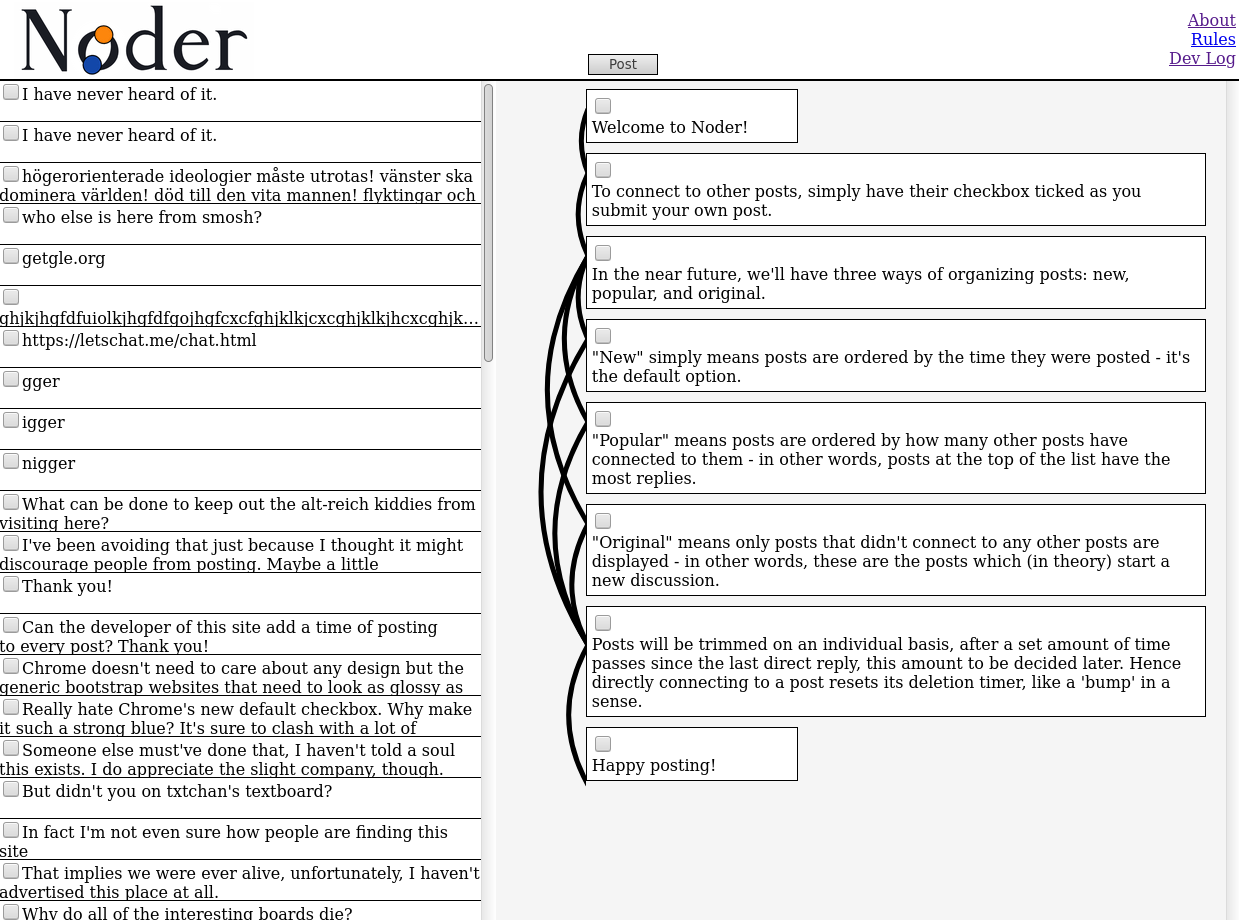 Noder
Post
About
Rules
Dev Log
I have never heard of it.
I have never heard of it.
högerorienterade ideologier måste utrotas! vänster ska
dominera världen! död till den vita mannen! flyktingar och
who else is here from smosh?
getgle.org
ghjkjhgfdfuiolkjhgfdfgojhgfcxcfghjklkjcxcghjklkjhcxcghjk...
https://letschat.me/chat.html
gger
igger
nigger
What can be done to keep out the alt-reich kiddies from
visiting here?
I've been avoiding that just because I thought it might
discourage people from posting. Maybe a little
Thank you!
Can the developer of this site add a time of posting
to every post? Thank you!
Chrome doesn't need to care about any design but the
generic bootstrap websites that need to look as glossy as
Really hate Chrome's new default checkbox. Why make
it such a strong blue? It's sure to clash with a lot of
Someone else must've done that, I haven't told a soul
this exists. I do appreciate the slight company, though.
But didn't you on txtchan's textboard?
In fact I'm not even sure how people are finding this
site
That implies we were ever alive, unfortunately, I haven't
advertised this place at all.
Why do all of the interesting boards die?
Welcome to Noder!
To connect to other posts, simply have their checkbox ticked as you
submit your own post.
In the near future, we'll have three ways of organizing posts: new,
popular, and original.
"New" simply means posts are ordered by the time they were posted - it's
the default option.
"Popular" means posts are ordered by how many other posts have
connected to them - in other words, posts at the top of the list have the
most replies.
"Original" means only posts that didn't connect to any other posts are
displayed - in other words, these are the posts which (in theory) start a
new discussion.
Posts will be trimmed on an individual basis, after a set amount of time
passes since the last direct reply, this amount to be decided later. Hence
directly connecting to a post resets its deletion timer, like a 'bump' in a
sense.
Happy posting!